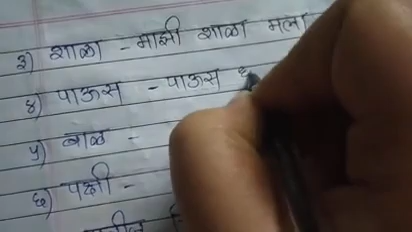 ३) शाळा - माझी शाळा मला
४) पाऊस - पाऊस
५) बाळ -
६) पक्षी -